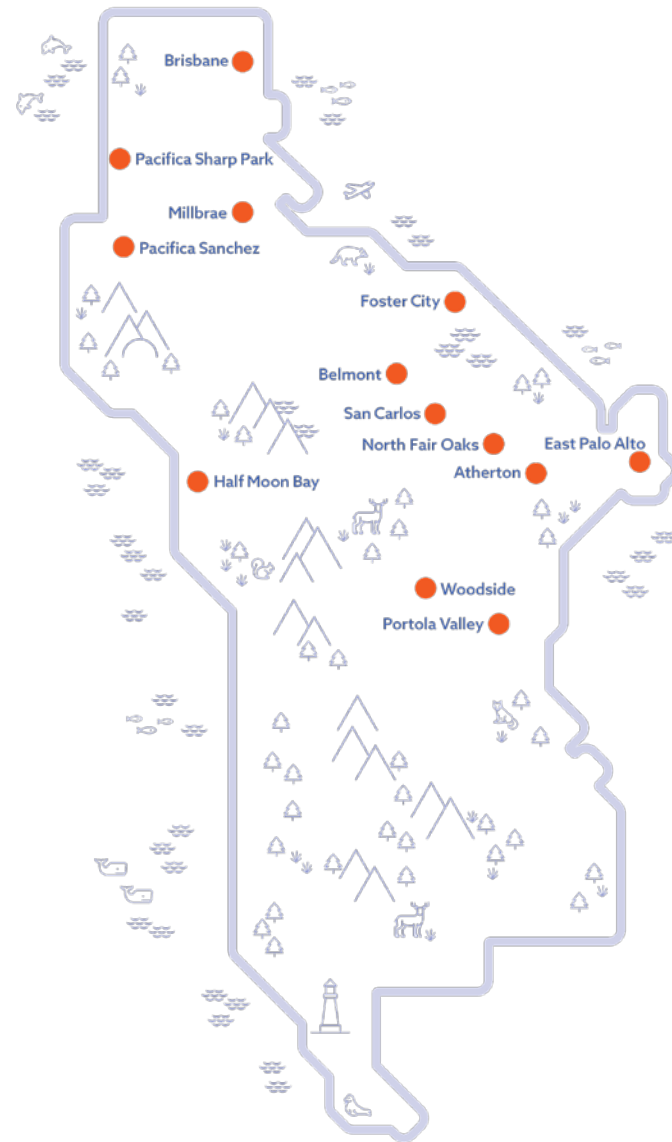 Brisbane
Pacifica Sharp Park
Millbrae
Pacifica Sanchez
Foster City
Belmont
San Carlos
North Fair Oaks
East Palo Alto
Atherton
Half Moon Bay
Woodside
Portola Valley